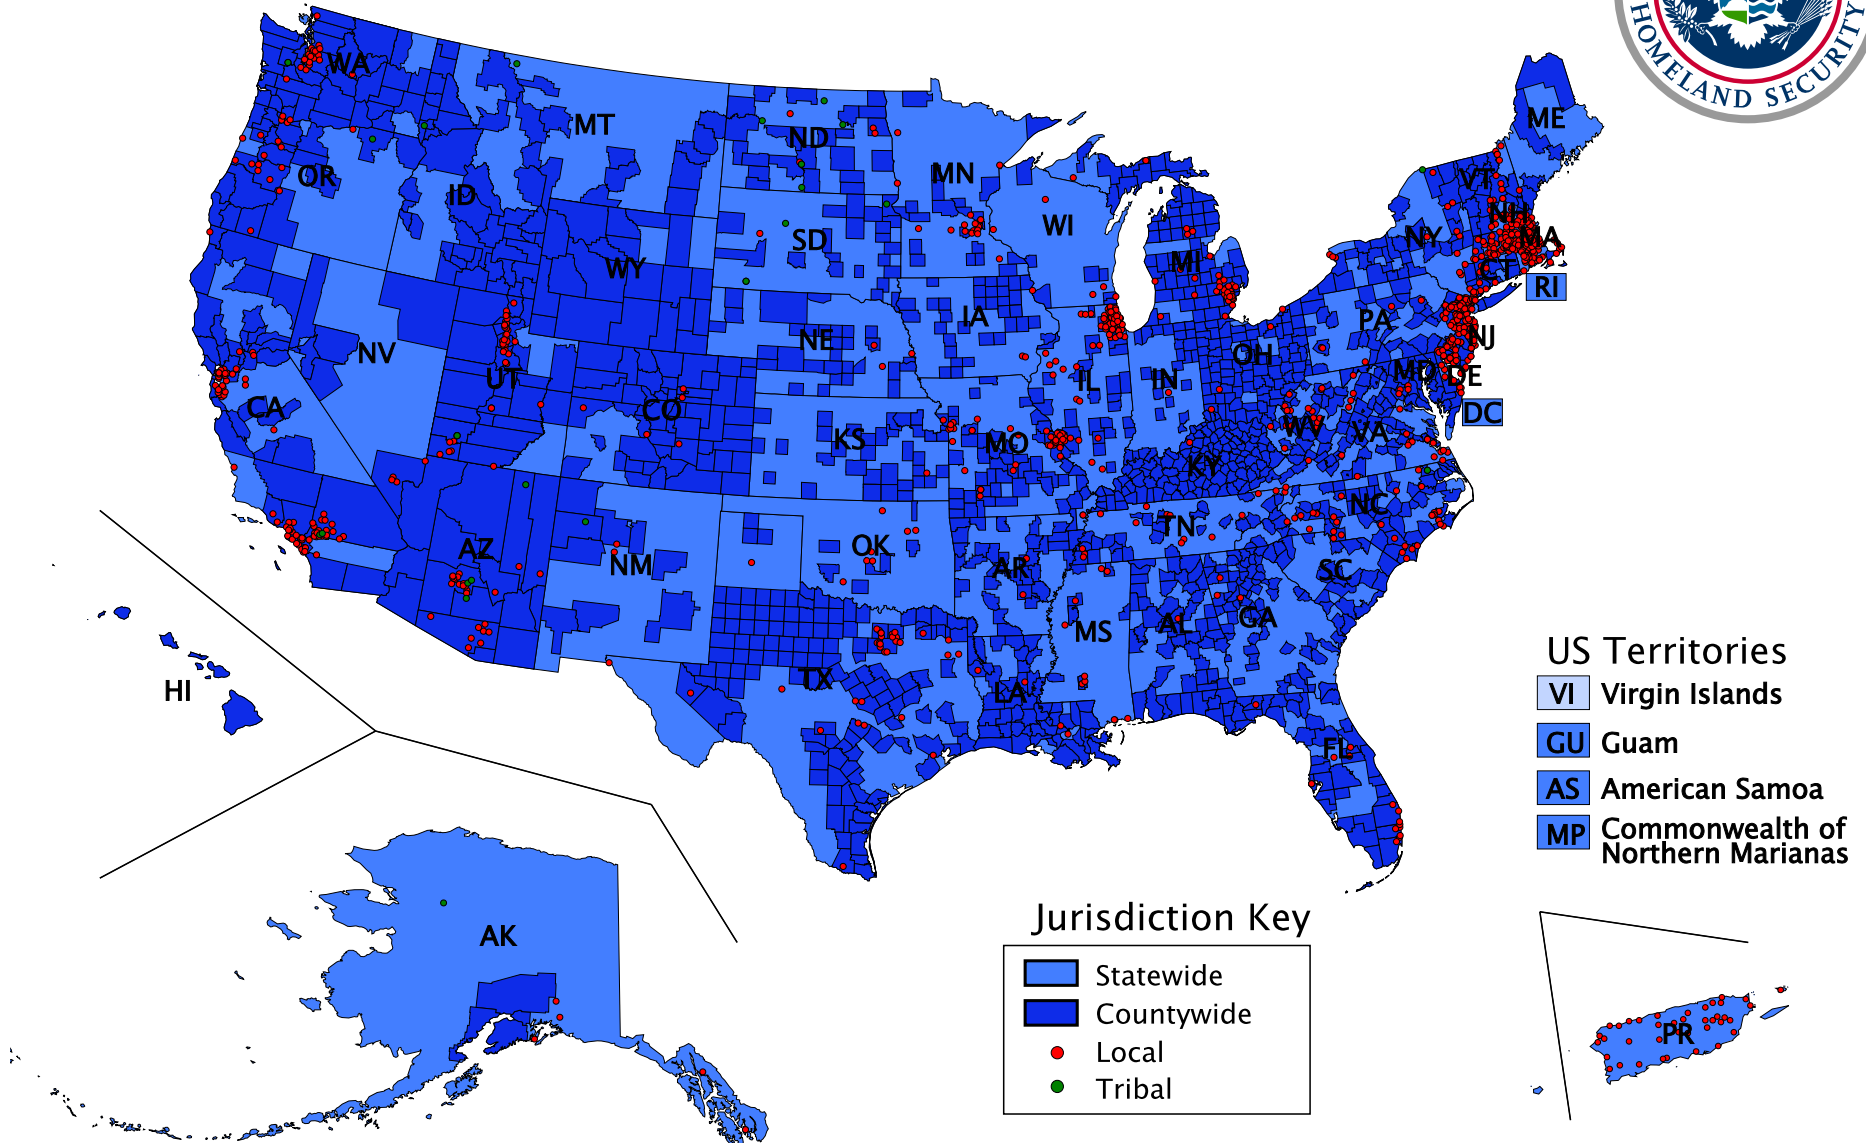 HOMELAND SECURITY
WA
MT
ND
MN
ME
OR
ID
SD
WI
VT
NH
NY
MA
WY
MI
CT
RI
IA
PA
NE
NJ
NV
OH
UT
IL
IN
MD
DE
CA
CO
DC
KS
MO
WV
VA
KY
NC
AZ
NM
OK
TN
AR
SC
MS
AL
GA
HI
TX
LA
FL
AK
PR
US Territories
VI Virgin Islands
GU Guam
AS American Samoa
MP Commonwealth of
Northern Marianas
Jurisdiction Key
Statewide
Countywide
Local
Tribal